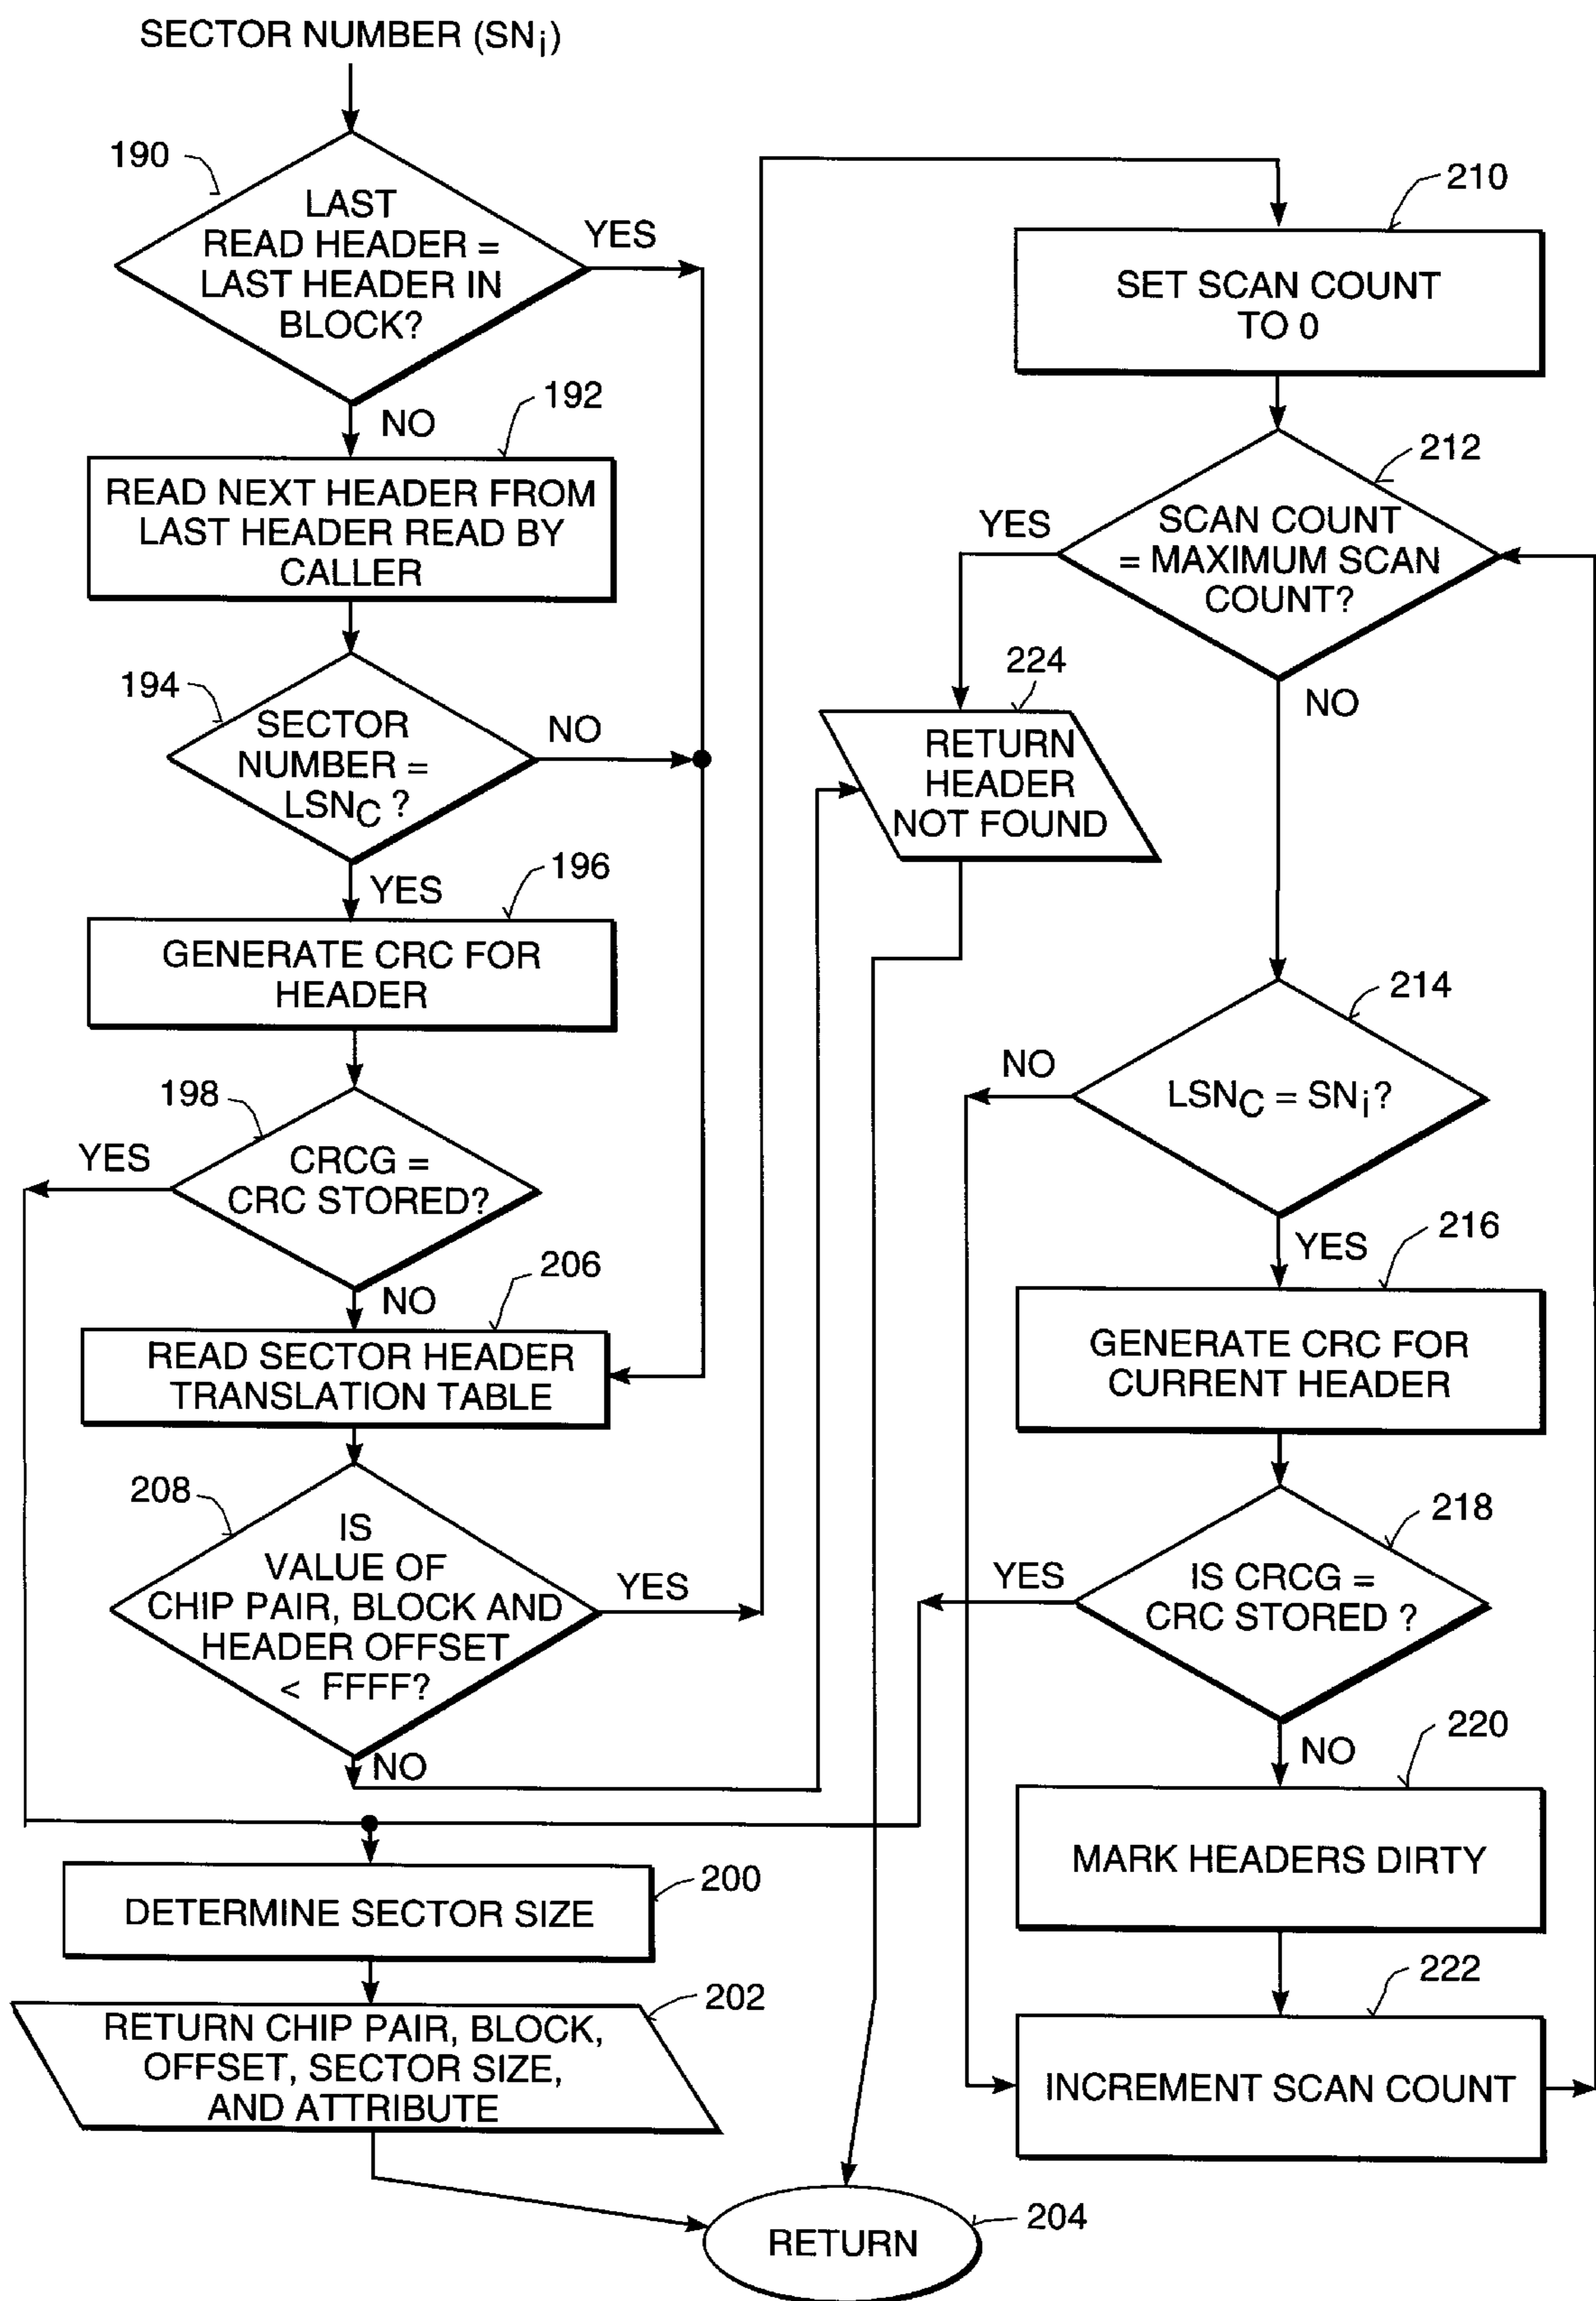 SECTOR NUMBER (SNi)
190
LAST
READ HEADER =
LAST HEADER IN
BLOCK?
YES
NO
192
READ NEXT HEADER FROM
LAST HEADER READ BY
CALLER
194
SECTOR
NUMBER =
LSNC ?
NO
YES
196
GENERATE CRC FOR
HEADER
198
YES
CRCG =
CRC STORED?
NO
206
READ SECTOR HEADER
TRANSLATION TABLE
208
IS
VALUE OF
CHIP PAIR, BLOCK AND
HEADER OFFSET
< FFFF?
YES
NO
200
DETERMINE SECTOR SIZE
202
RETURN CHIP PAIR, BLOCK,
OFFSET, SECTOR SIZE,
AND ATTRIBUTE
210
SET SCAN COUNT
TO 0
212
YES
SCAN COUNT
= MAXIMUM SCAN
COUNT?
NO
224
RETURN
HEADER
NOT FOUND
214
NO
LSNC = SNi?
YES
216
GENERATE CRC FOR
CURRENT HEADER
218
YES
IS CRCG =
CRC STORED ?
NO
220
MARK HEADERS DIRTY
222
INCREMENT SCAN COUNT
RETURN
204